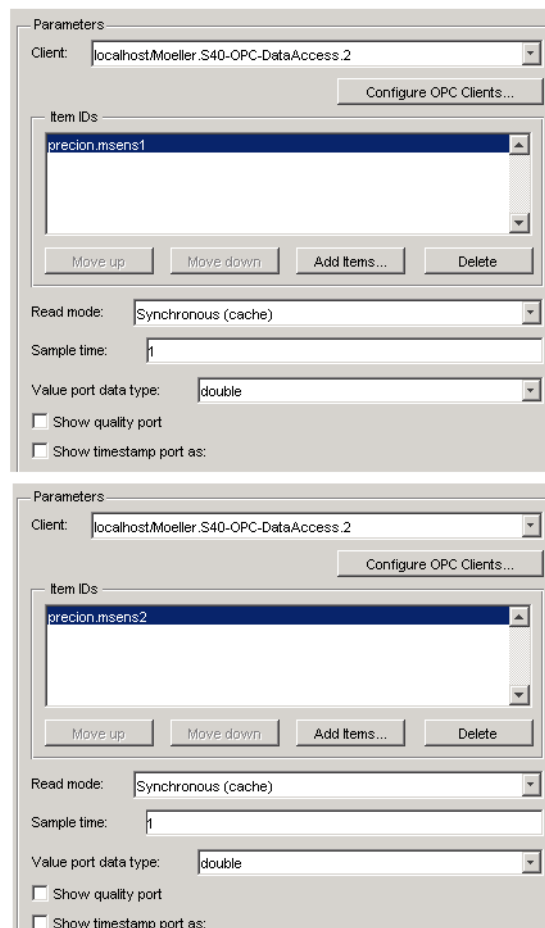 Parameters
Client: localhost/Moeller.S40-OPC-DataAccess.2
Configure OPC Clients...
Item IDs
precion.msens1
Move up Move down Add Items... Delete
Read mode: Synchronous (cache)
Sample time: 1
Value port data type: double
Show quality port
Show timestamp port as:
Parameters
Client: localhost/Moeller.S40-OPC-DataAccess.2
Configure OPC Clients...
Item IDs
precion.msens2
Move up Move down Add Items... Delete
Read mode: Synchronous (cache)
Sample time: 1
Value port data type: double
Show quality port
Show timestamp port as: